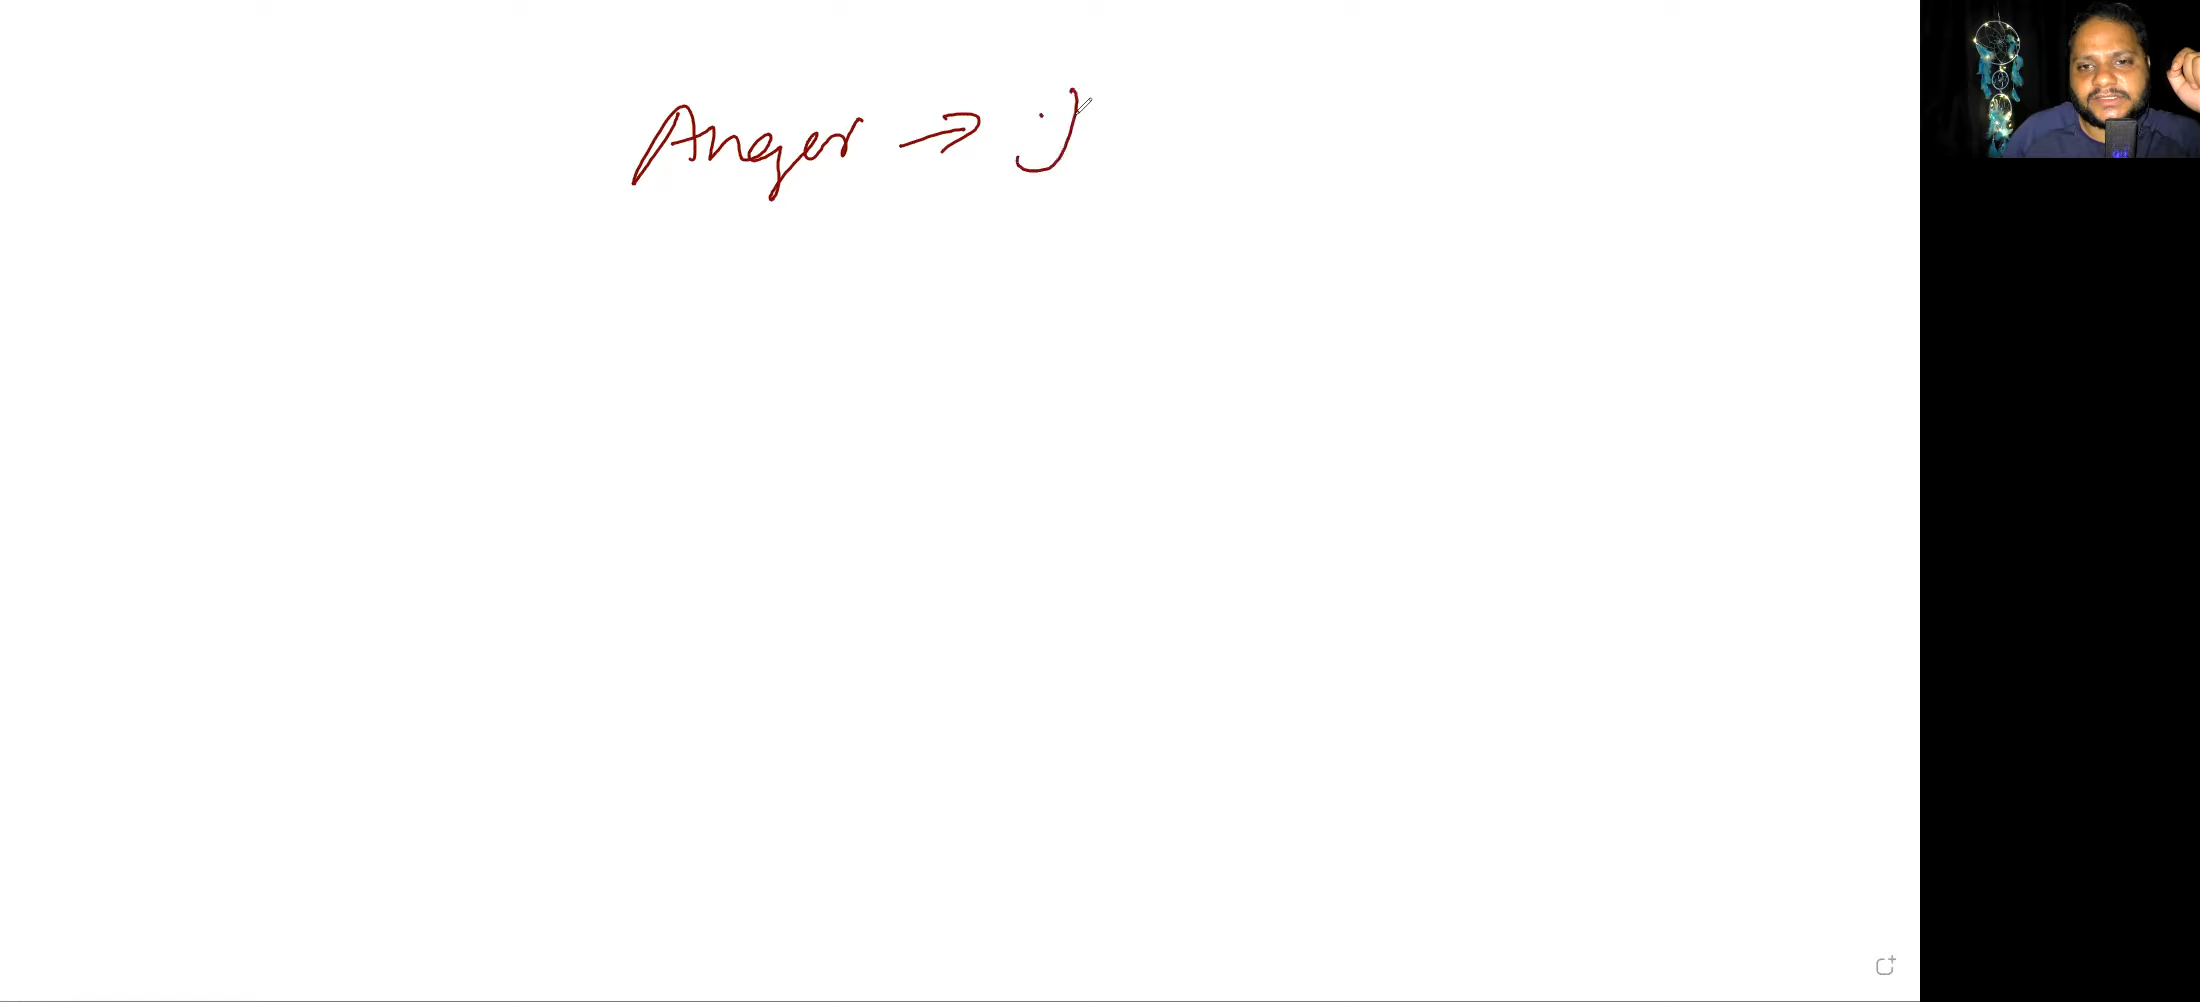 Anger → :)